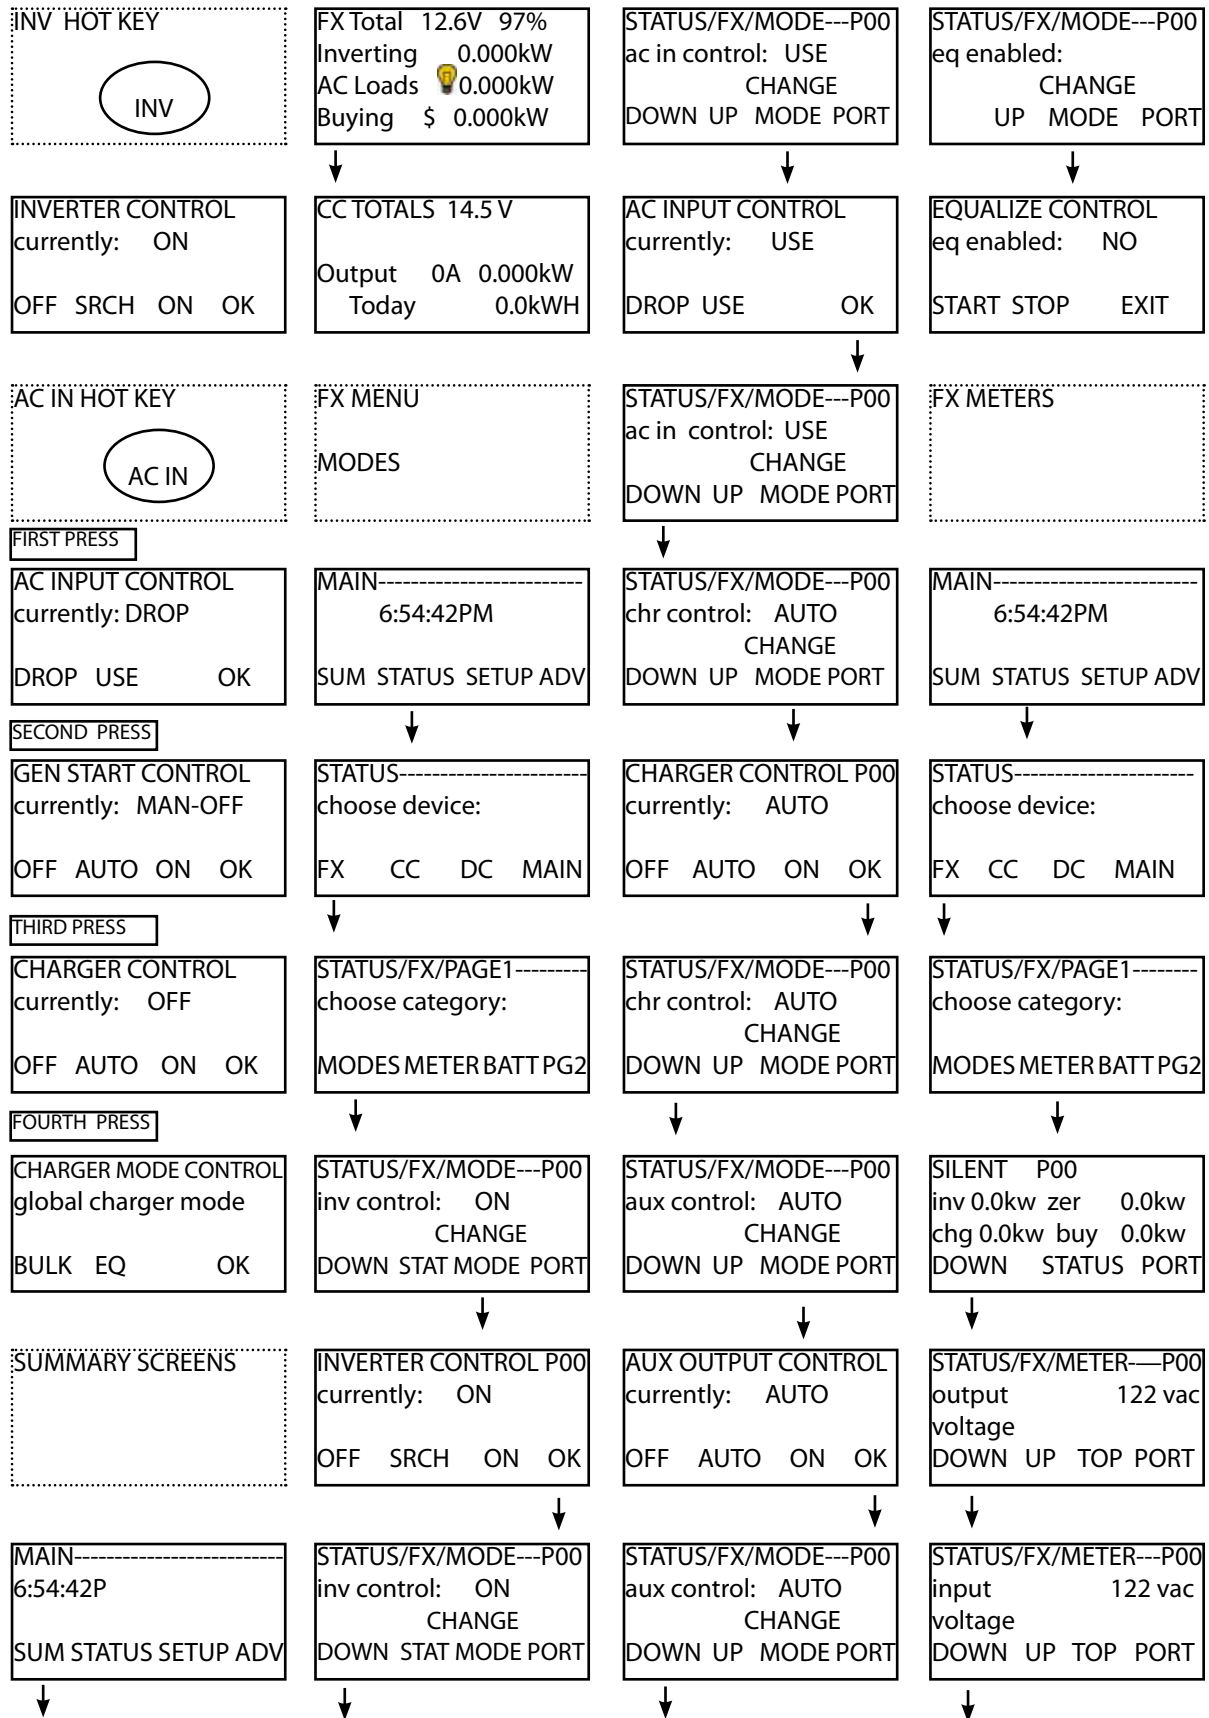 INV HOT KEY
INV
INVERTER CONTROL
currently: ON
OFF SRCH ON OK
AC IN HOT KEY
AC IN
FIRST PRESS
AC INPUT CONTROL
currently: DROP
DROP USE OK
SECOND PRESS
GEN START CONTROL
currently: MAN-OFF
OFF AUTO ON OK
THIRD PRESS
CHARGER CONTROL
currently: OFF
OFF AUTO ON OK
FOURTH PRESS
CHARGER MODE CONTROL
global charger mode
BULK EQ OK
SUMMARY SCREENS
MAIN--------------------------
6:54:42P
SUM STATUS SETUP ADV
FX Total 12.6V 97%
Inverting 0.000kW
AC Loads 0.000kW
Buying $ 0.000kW
CC TOTALS 14.5 V
Output 0A 0.000kW
Today 0.0kWH
FX MENU
MODES
MAIN-------------------------
6:54:42PM
SUM STATUS SETUP ADV
STATUS-----------------------
choose device:
FX CC DC MAIN
STATUS/FX/PAGE1---------
choose category:
MODES METER BATT PG2
STATUS/FX/MODE---P00
inv control: ON
CHANGE
DOWN STAT MODE PORT
INVERTER CONTROL P00
currently: ON
OFF SRCH ON OK
STATUS/FX/MODE---P00
inv control: ON
CHANGE
DOWN STAT MODE PORT
STATUS/FX/MODE---P00
ac in control: USE
CHANGE
DOWN UP MODE PORT
AC INPUT CONTROL
currently: USE
DROP USE OK
STATUS/FX/MODE---P00
ac in control: USE
CHANGE
DOWN UP MODE PORT
STATUS/FX/MODE---P00
chr control: AUTO
CHANGE
DOWN UP MODE PORT
CHARGER CONTROL P00
currently: AUTO
OFF AUTO ON OK
STATUS/FX/MODE---P00
chr control: AUTO
CHANGE
DOWN UP MODE PORT
STATUS/FX/MODE---P00
aux control: AUTO
CHANGE
DOWN UP MODE PORT
AUX OUTPUT CONTROL
currently: AUTO
OFF AUTO ON OK
STATUS/FX/MODE---P00
aux control: AUTO
CHANGE
DOWN UP MODE PORT
STATUS/FX/MODE---P00
eq enabled:
CHANGE
UP MODE PORT
EQUALIZE CONTROL
eq enabled: NO
START STOP EXIT
FX METERS
MAIN-------------------------
6:54:42PM
SUM STATUS SETUP ADV
STATUS----------------------
choose device:
FX CC DC MAIN
STATUS/FX/PAGE1--------
choose category:
MODES METER BATT PG2
SILENT P00
inv 0.0kw zer 0.0kw
chg 0.0kw buy 0.0kw
DOWN STATUS PORT
STATUS/FX/METER-—P00
output 122 vac
voltage
DOWN UP TOP PORT
STATUS/FX/METER---P00
input 122 vac
voltage
DOWN UP TOP PORT